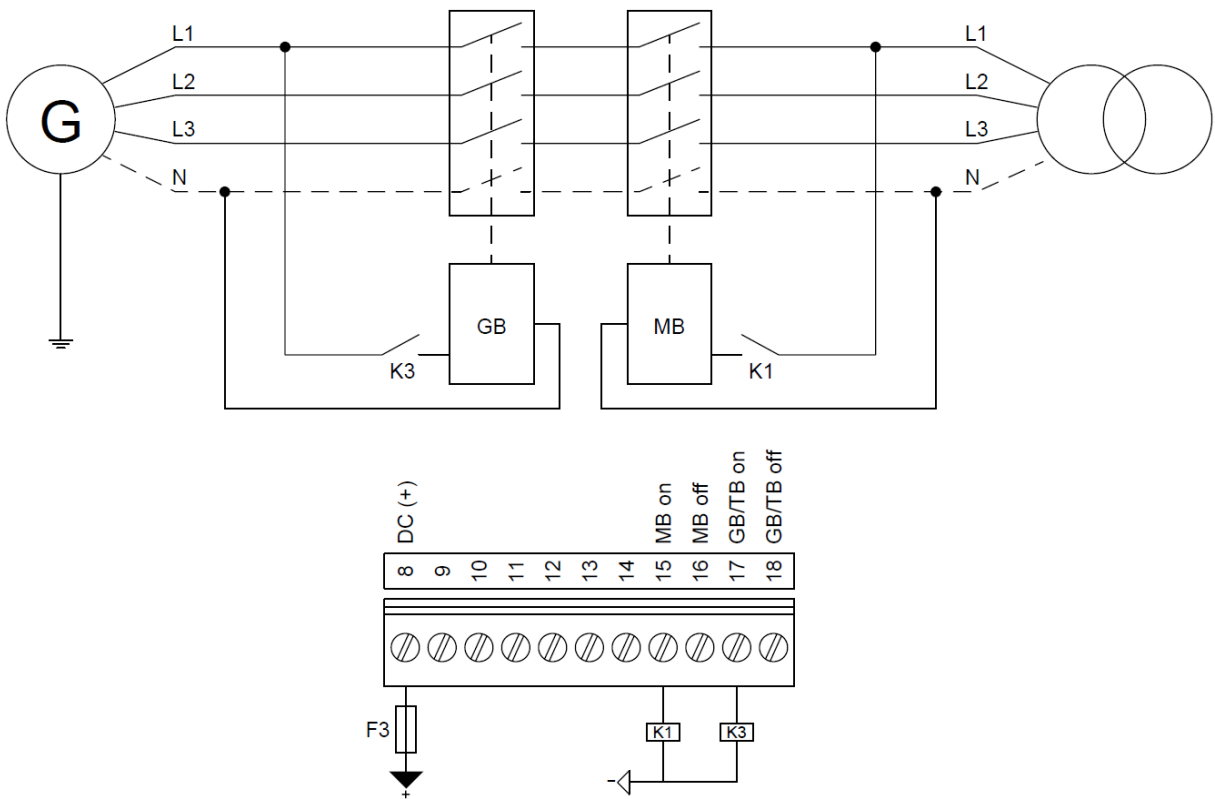 L1
L1
L2
L2
G
L3
L3
N
N
GB
MB
K3
K1
DC (+)
MB on
MB off
GB/TB on
GB/TB off
8
9
10
11
12
13
14
15
16
17
18
F3
K1
K3
-
+